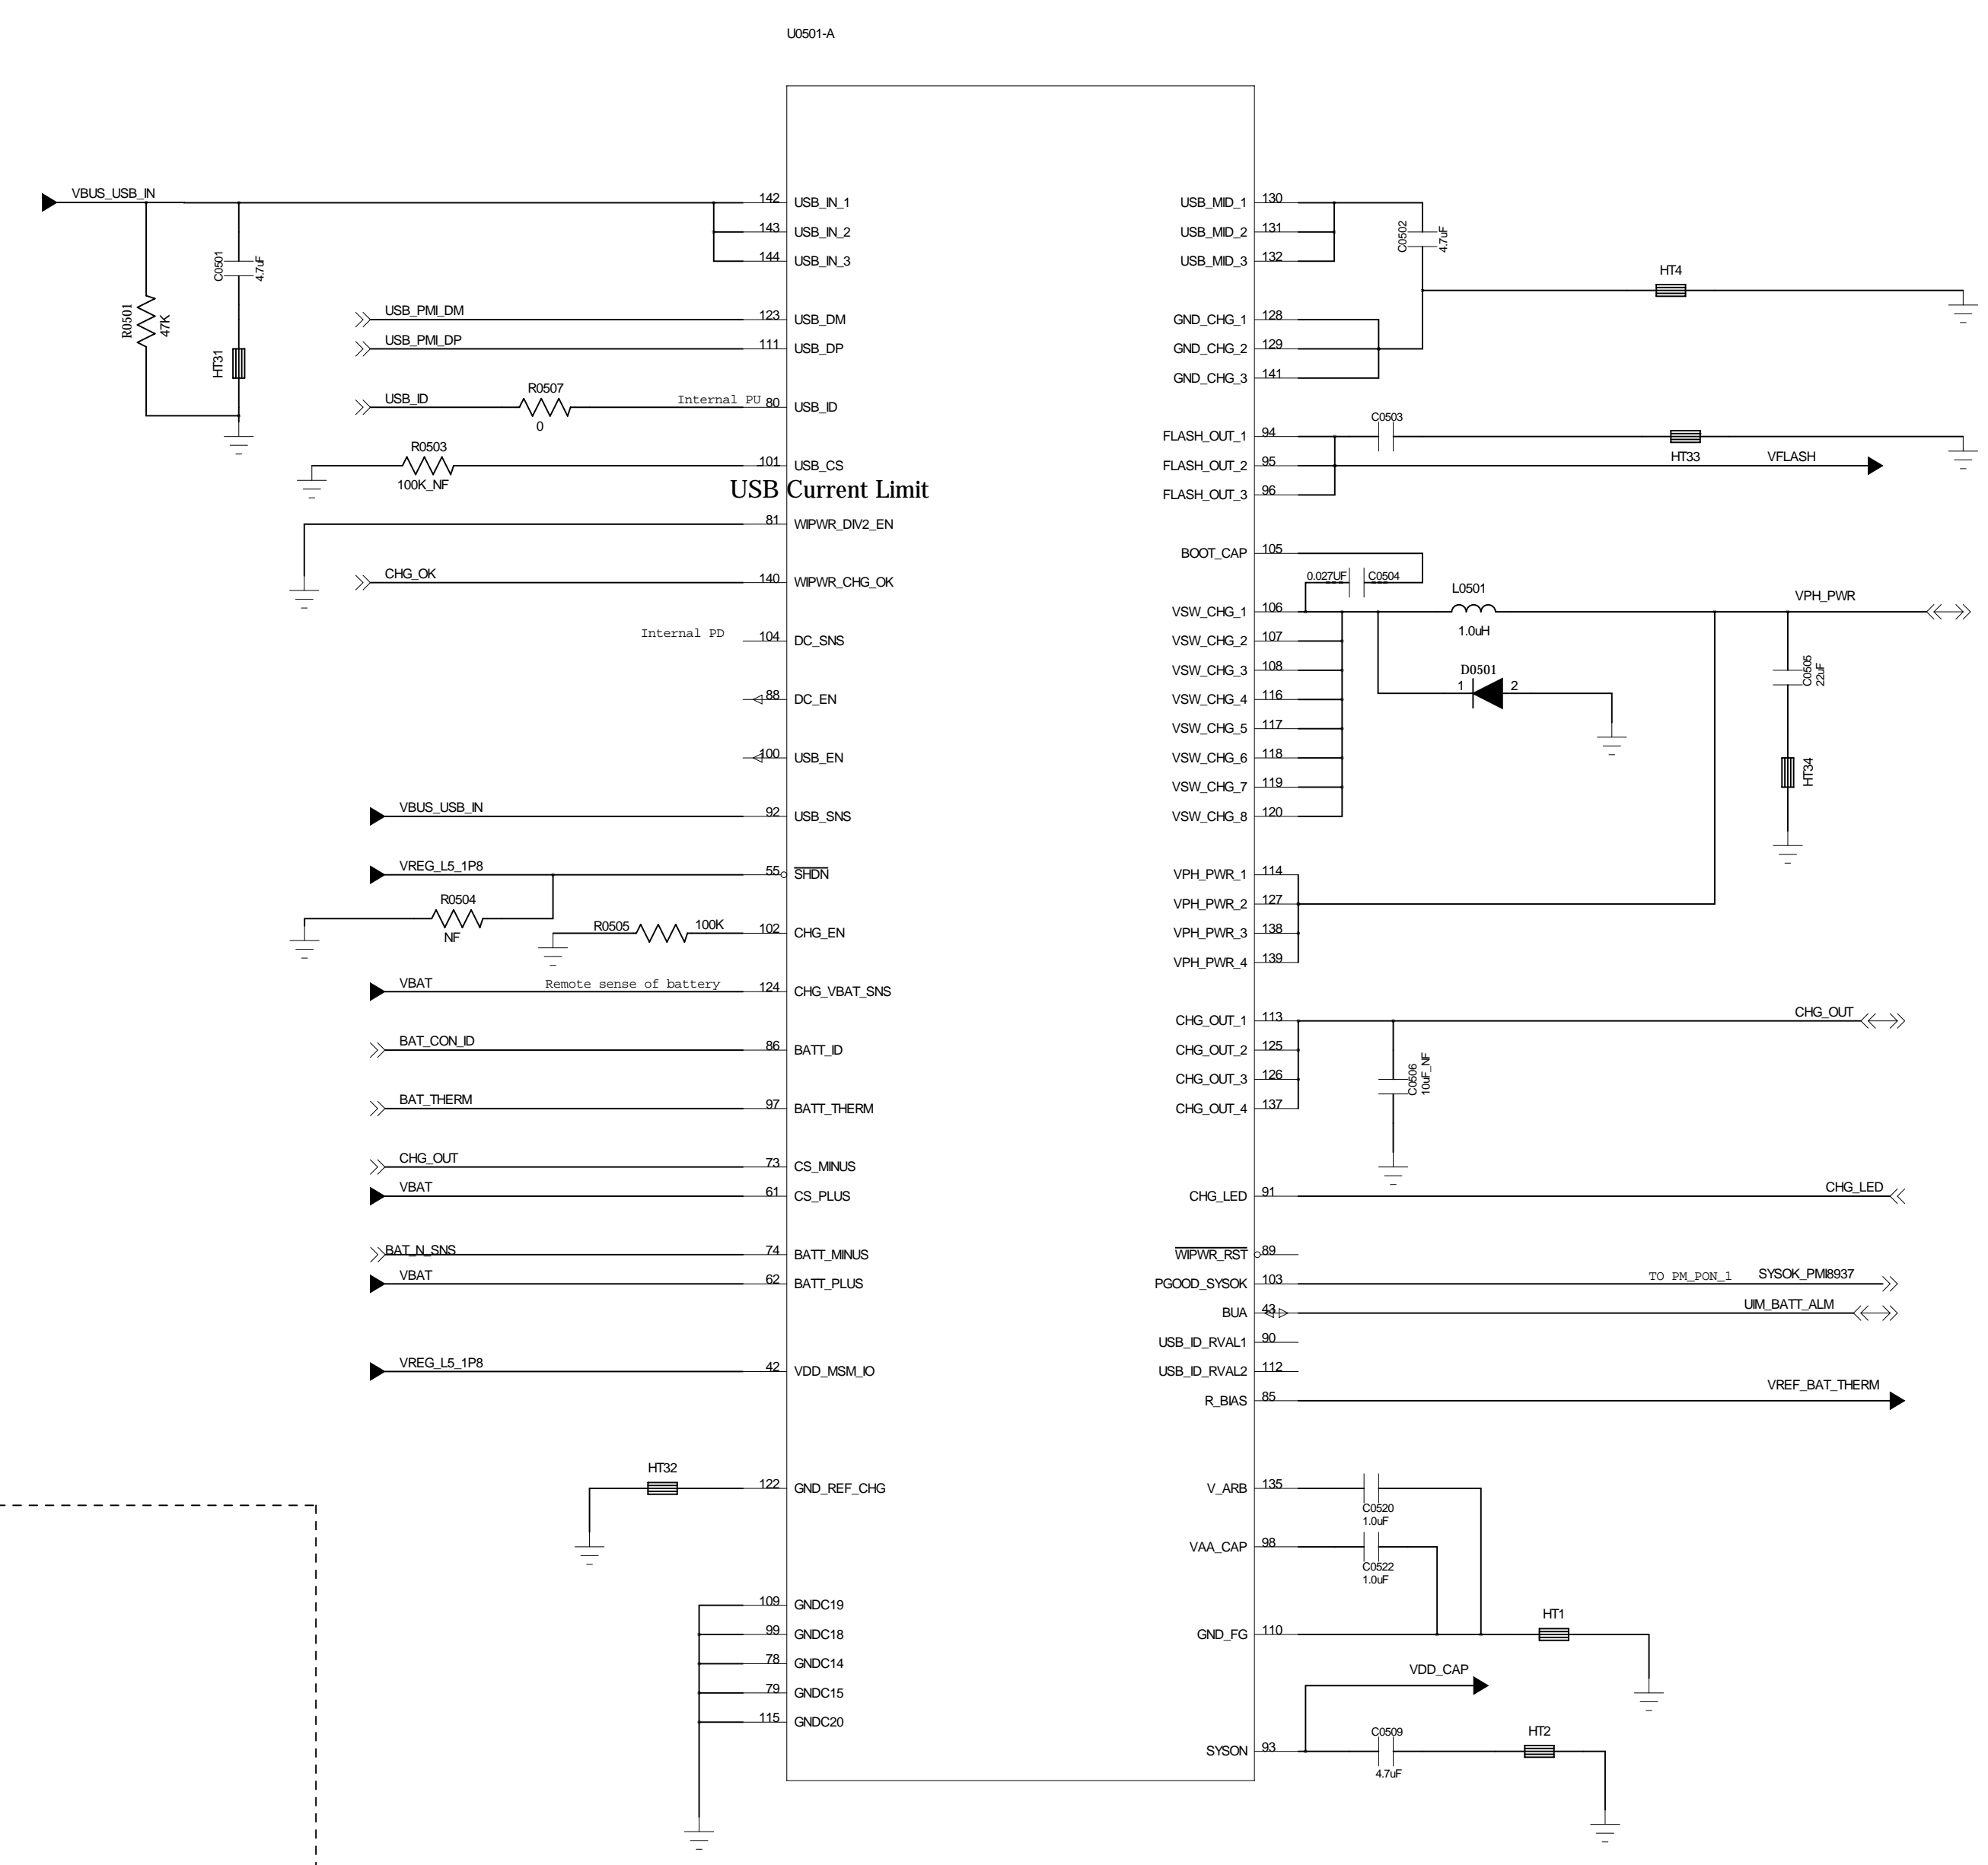 U0501-A
VBUS_USB_IN
142
USB_IN_1
143
USB_IN_2
144
USB_IN_3
R0501
47K
C0501
4.7uF
HT31
USB_PMI_DM
123
USB_DM
USB_PMI_DP
111
USB_DP
USB_ID
R0507
0
Internal PU
80
USB_ID
R0503
100K_NF
101
USB_CS
USB Current Limit
81
WIPWR_DIV2_EN
CHG_OK
140
WIPWR_CHG_OK
Internal PD
104
DC_SNS
88
DC_EN
100
USB_EN
VBUS_USB_IN
92
USB_SNS
VREG_L5_1P8
55
SHDN
R0504
NF
R0505
100K
102
CHG_EN
VBAT
Remote sense of battery
124
CHG_VBAT_SNS
BAT_CON_ID
86
BATT_ID
BAT_THERM
97
BATT_THERM
CHG_OUT
73
CS_MINUS
VBAT
61
CS_PLUS
BAT_N_SNS
74
BATT_MINUS
VBAT
62
BATT_PLUS
VREG_L5_1P8
42
VDD_MSM_IO
HT32
122
GND_REF_CHG
109
GNDC19
99
GNDC18
78
GNDC14
79
GNDC15
115
GNDC20
USB_MID_1
130
USB_MID_2
131
USB_MID_3
132
C0502
4.7uF
HT4
GND_CHG_1
128
GND_CHG_2
129
GND_CHG_3
141
C0503
FLASH_OUT_1
94
FLASH_OUT_2
95
HT33
VFLASH
FLASH_OUT_3
96
BOOT_CAP
105
0.027UF
C0504
L0501
1.0uH
VPH_PWR
VSW_CHG_1
106
VSW_CHG_2
107
VSW_CHG_3
108
D0501
1
2
C0505
22uF
VSW_CHG_4
116
VSW_CHG_5
117
VSW_CHG_6
118
HT34
VSW_CHG_7
119
VSW_CHG_8
120
VPH_PWR_1
114
VPH_PWR_2
127
VPH_PWR_3
138
VPH_PWR_4
139
CHG_OUT_1
113
CHG_OUT
CHG_OUT_2
125
CHG_OUT_3
126
C0506
10uF_NF
CHG_OUT_4
137
CHG_LED
91
CHG_LED
WIPWR_RST
89
PGOOD_SYSOK
103
TO PM_PON_1
SYSOK_PMI8937
BUA
43
UIM_BATT_ALM
USB_ID_RVAL1
90
USB_ID_RVAL2
112
R_BIAS
85
VREF_BAT_THERM
V_ARB
135
C0520
1.0uF
VAA_CAP
98
C0522
1.0uF
GND_FG
110
HT1
VDD_CAP
SYSON
93
C0509
4.7uF
HT2